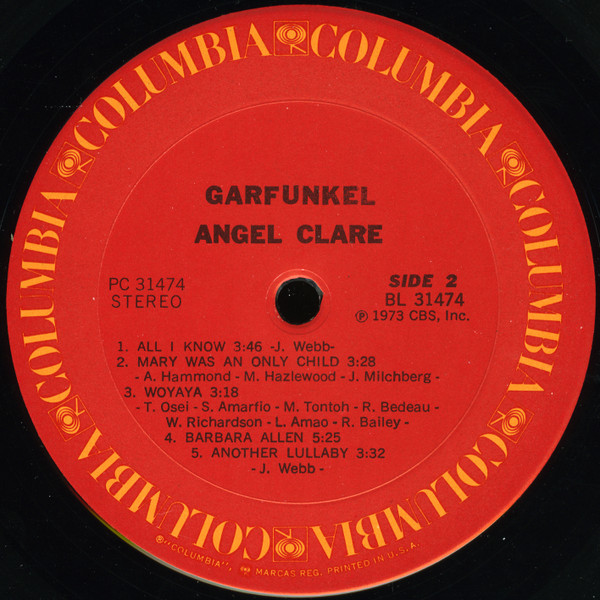 COLUMBIA COLUMBIA COLUMBIA COLUMBIA COLUMBIA COLUMBIA
GARFUNKEL
ANGEL CLARE
PC 31474
STEREO
SIDE 2
BL 31474
Ⓟ 1973 CBS, Inc.
1. ALL I KNOW 3:46 -J. Webb-
2. MARY WAS AN ONLY CHILD 3:28
- A. Hammond - M. Hazlewood - J. Milchberg -
3. WOYAYA 3:18
- T. Osei - S. Amarfio - M. Tontoh - R. Bedeau -
W. Richardson - L. Amao - R. Bailey -
4. BARBARA ALLEN 5:25
5. ANOTHER LULLABY 3:32
- J. Webb -
®"COLUMBIA", MARCAS REG. PRINTED IN U.S.A.